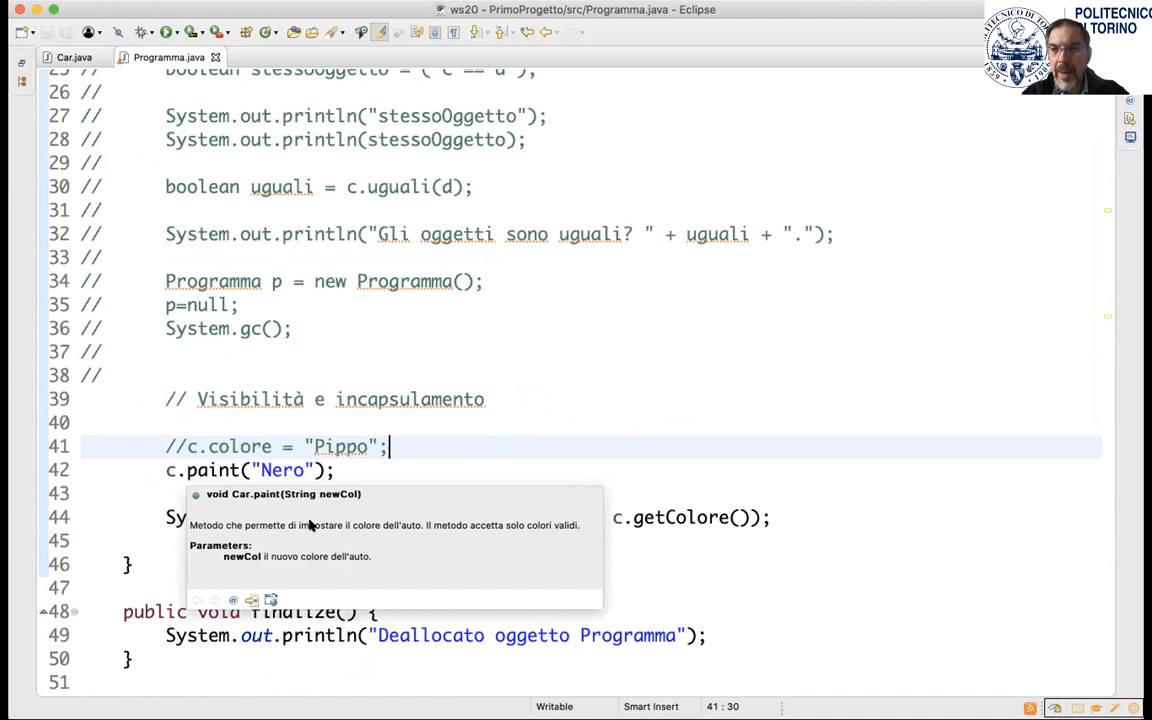 ws20 - PrimoProgetto/src/Programma.java - Eclipse
POLITECNICO
DI TORINO
1859
Car.java
Programma.java
25 // boolean stessoOggetto = ( c == d );
26 //
27 // System.out.println("stessoOggetto");
28 // System.out.println(stessoOggetto);
29 //
30 // boolean uguali = c.uguali(d);
31 //
32 // System.out.println("Gli oggetti sono uguali? " + uguali + ".");
33 //
34 // Programma p = new Programma();
35 // p=null;
36 // System.gc();
37 //
38 //
39 // Visibilità e incapsulamento
40
41 //c.colore = "Pippo";
42 c.paint("Nero");
43
void Car.paint(String newCol)
44 Sy c.getColore());
Metodo che permette di impostare il colore dell'auto. Il metodo accetta solo colori validi.
45
Parameters:
newCol il nuovo colore dell'auto.
46 }
47
48 public void finalize() {
49 System.out.println("Deallocato oggetto Programma");
50 }
51
Writable
Smart Insert
41 : 30